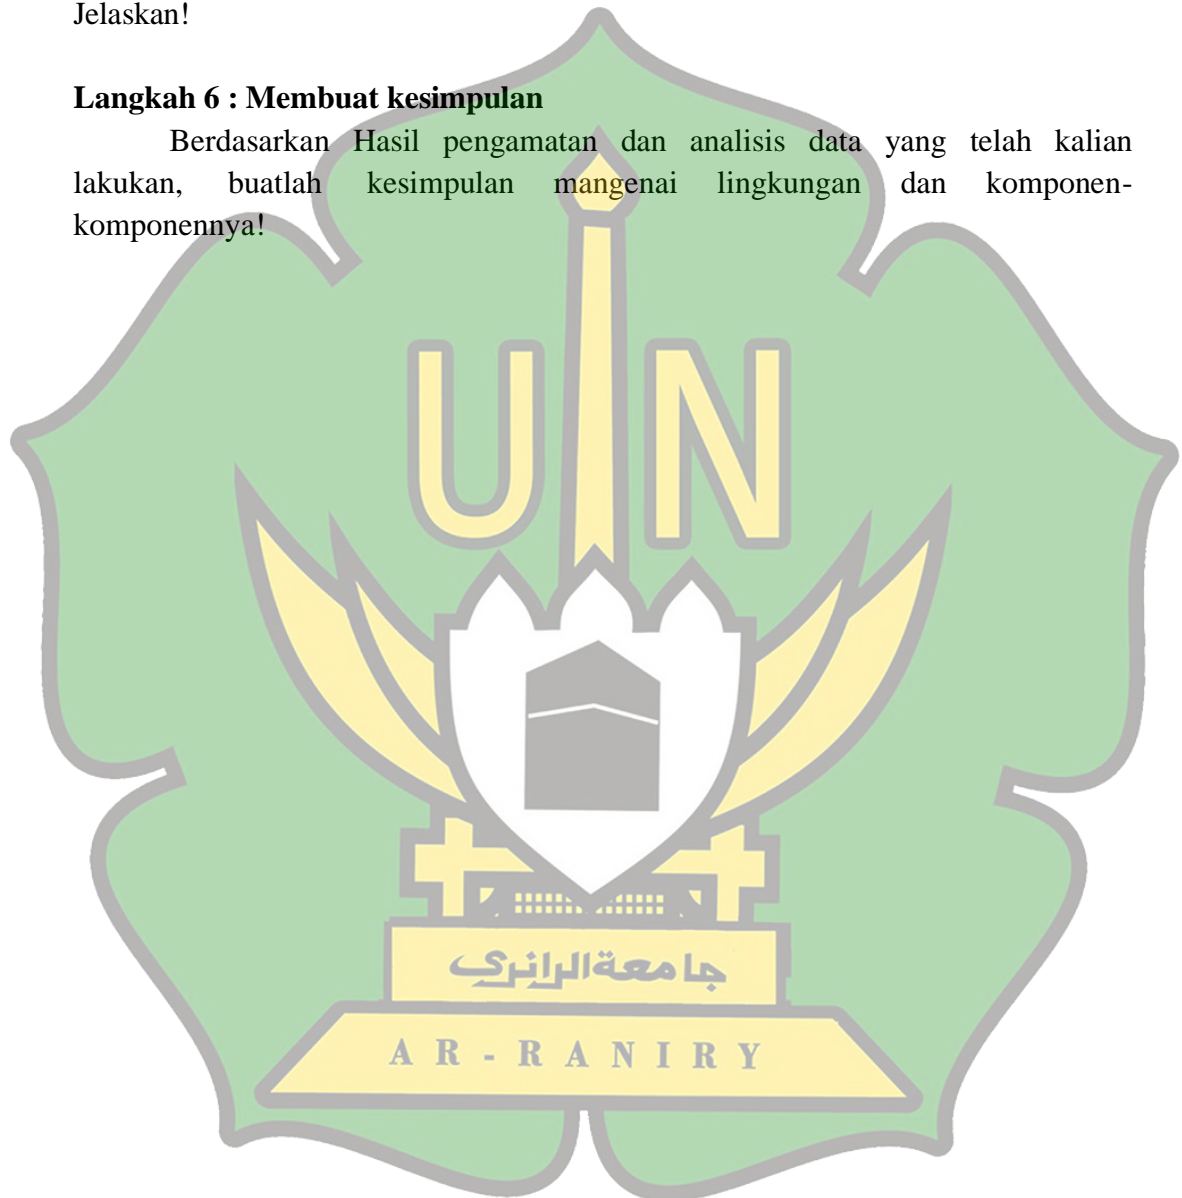 Jelaskan!
Langkah 6 : Membuat kesimpulan
Berdasarkan Hasil pengamatan dan analisis data yang telah kalian
lakukan, buatlah kesimpulan mangenai lingkungan dan komponen-
komponennya!
UIN
جامعة الرانري
AR-RANIRY